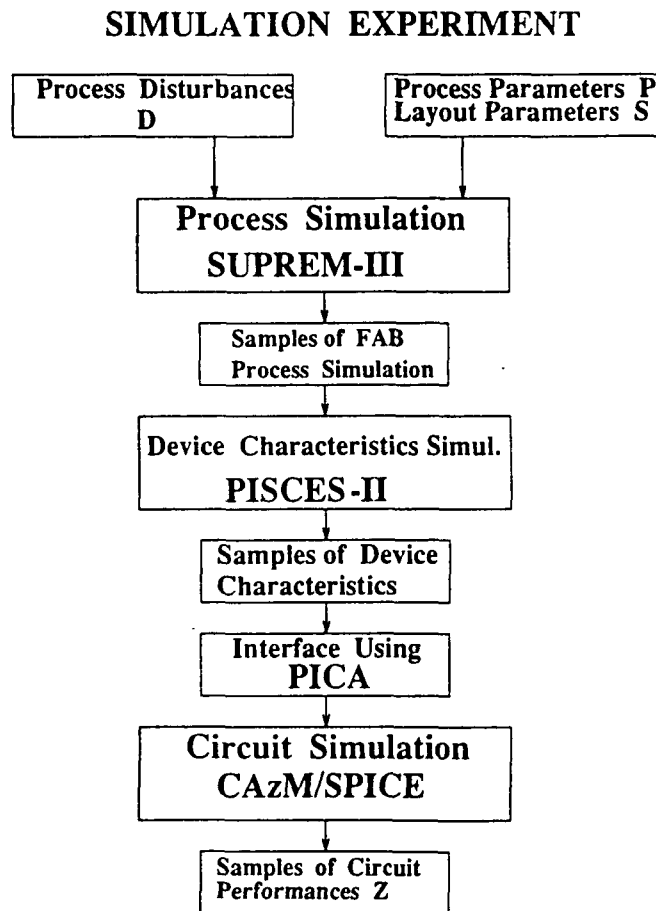 SIMULATION EXPERIMENT
Process Disturbances
D
Process Parameters P
Layout Parameters S
Process Simulation
SUPREM-III
Samples of FAB
Process Simulation
Device Characteristics Simul.
PISCES-II
Samples of Device
Characteristics
Interface Using
PICA
Circuit Simulation
CAzM/SPICE
Samples of Circuit
Performances Z